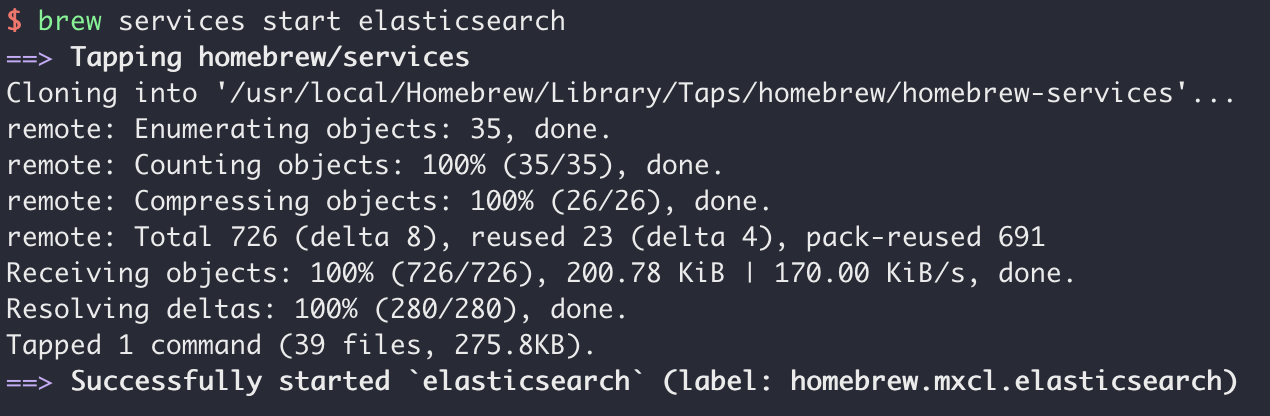 $ brew services start elasticsearch
==> Tapping homebrew/services
Cloning into '/usr/local/Homebrew/Library/Taps/homebrew/homebrew-services'...
remote: Enumerating objects: 35, done.
remote: Counting objects: 100% (35/35), done.
remote: Compressing objects: 100% (26/26), done.
remote: Total 726 (delta 8), reused 23 (delta 4), pack-reused 691
Receiving objects: 100% (726/726), 200.78 KiB | 170.00 KiB/s, done.
Resolving deltas: 100% (280/280), done.
Tapped 1 command (39 files, 275.8KB).
==> Successfully started `elasticsearch` (label: homebrew.mxcl.elasticsearch)